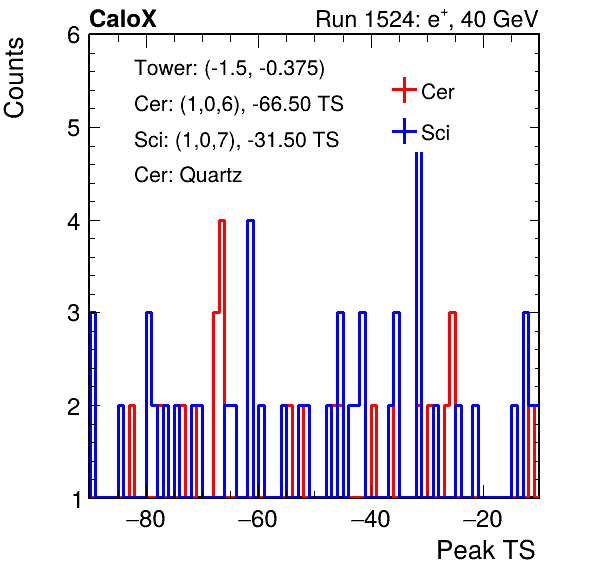 CaloX Run 1524: e⁺, 40 GeV
Counts
6
5
4
3
2
1
Tower: (-1.5, -0.375)
Cer: (1,0,6), -66.50 TS
Sci: (1,0,7), -31.50 TS
Cer: Quartz
Cer
Sci
−80 −60 −40 −20
Peak TS